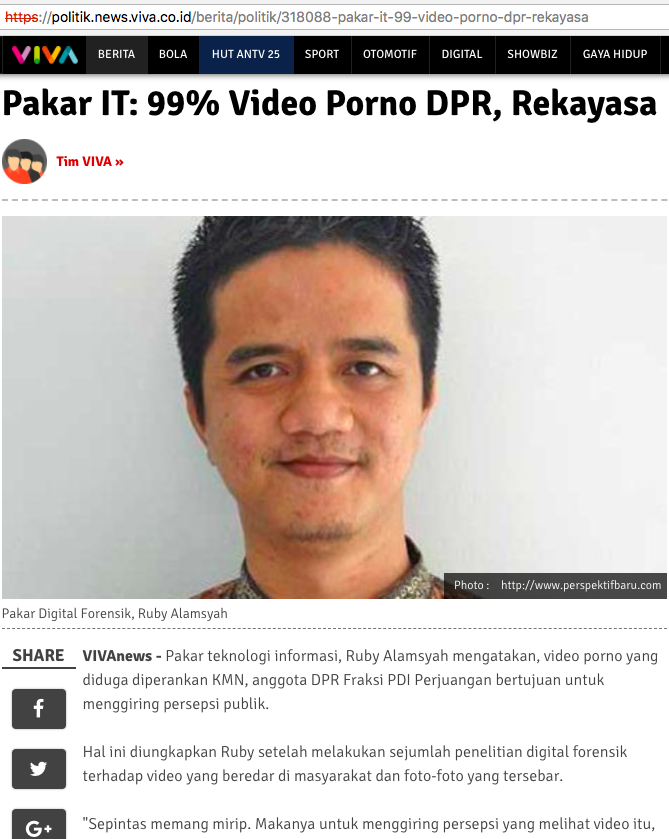 https://politik.news.viva.co.id/berita/politik/318088-pakar-it-99-video-porno-dpr-rekayasa
VIVA BERITA BOLA HUT ANTV 25 SPORT OTOMOTIF DIGITAL SHOWBIZ GAYA HIDUP
Pakar IT: 99% Video Porno DPR, Rekayasa
Tim VIVA »
Photo : http://www.perspektifbaru.com
Pakar Digital Forensik, Ruby Alamsyah
SHARE
f
G+
VIVAnews - Pakar teknologi informasi, Ruby Alamsyah mengatakan, video porno yang
diduga diperankan KMN, anggota DPR Fraksi PDI Perjuangan bertujuan untuk
menggiring persepsi publik.
Hal ini diungkapkan Ruby setelah melakukan sejumlah penelitian digital forensik
terhadap video yang beredar di masyarakat dan foto-foto yang tersebar.
"Sepintas memang mirip. Makanya untuk menggiring persepsi yang melihat video itu,